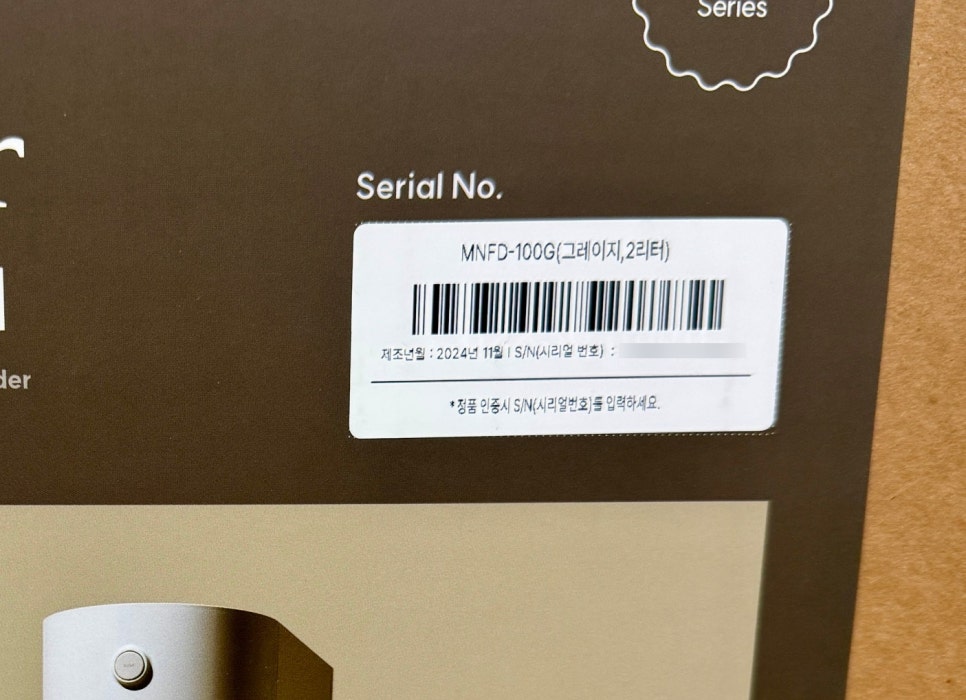 Series
r
der
Serial No.
MNFD-100G(그레이지,2리터)
제조년월 : 2024년 11월 I S/N(시리얼 번호) :
*정품 인증시 S/N(시리얼번호)를 입력하세요.